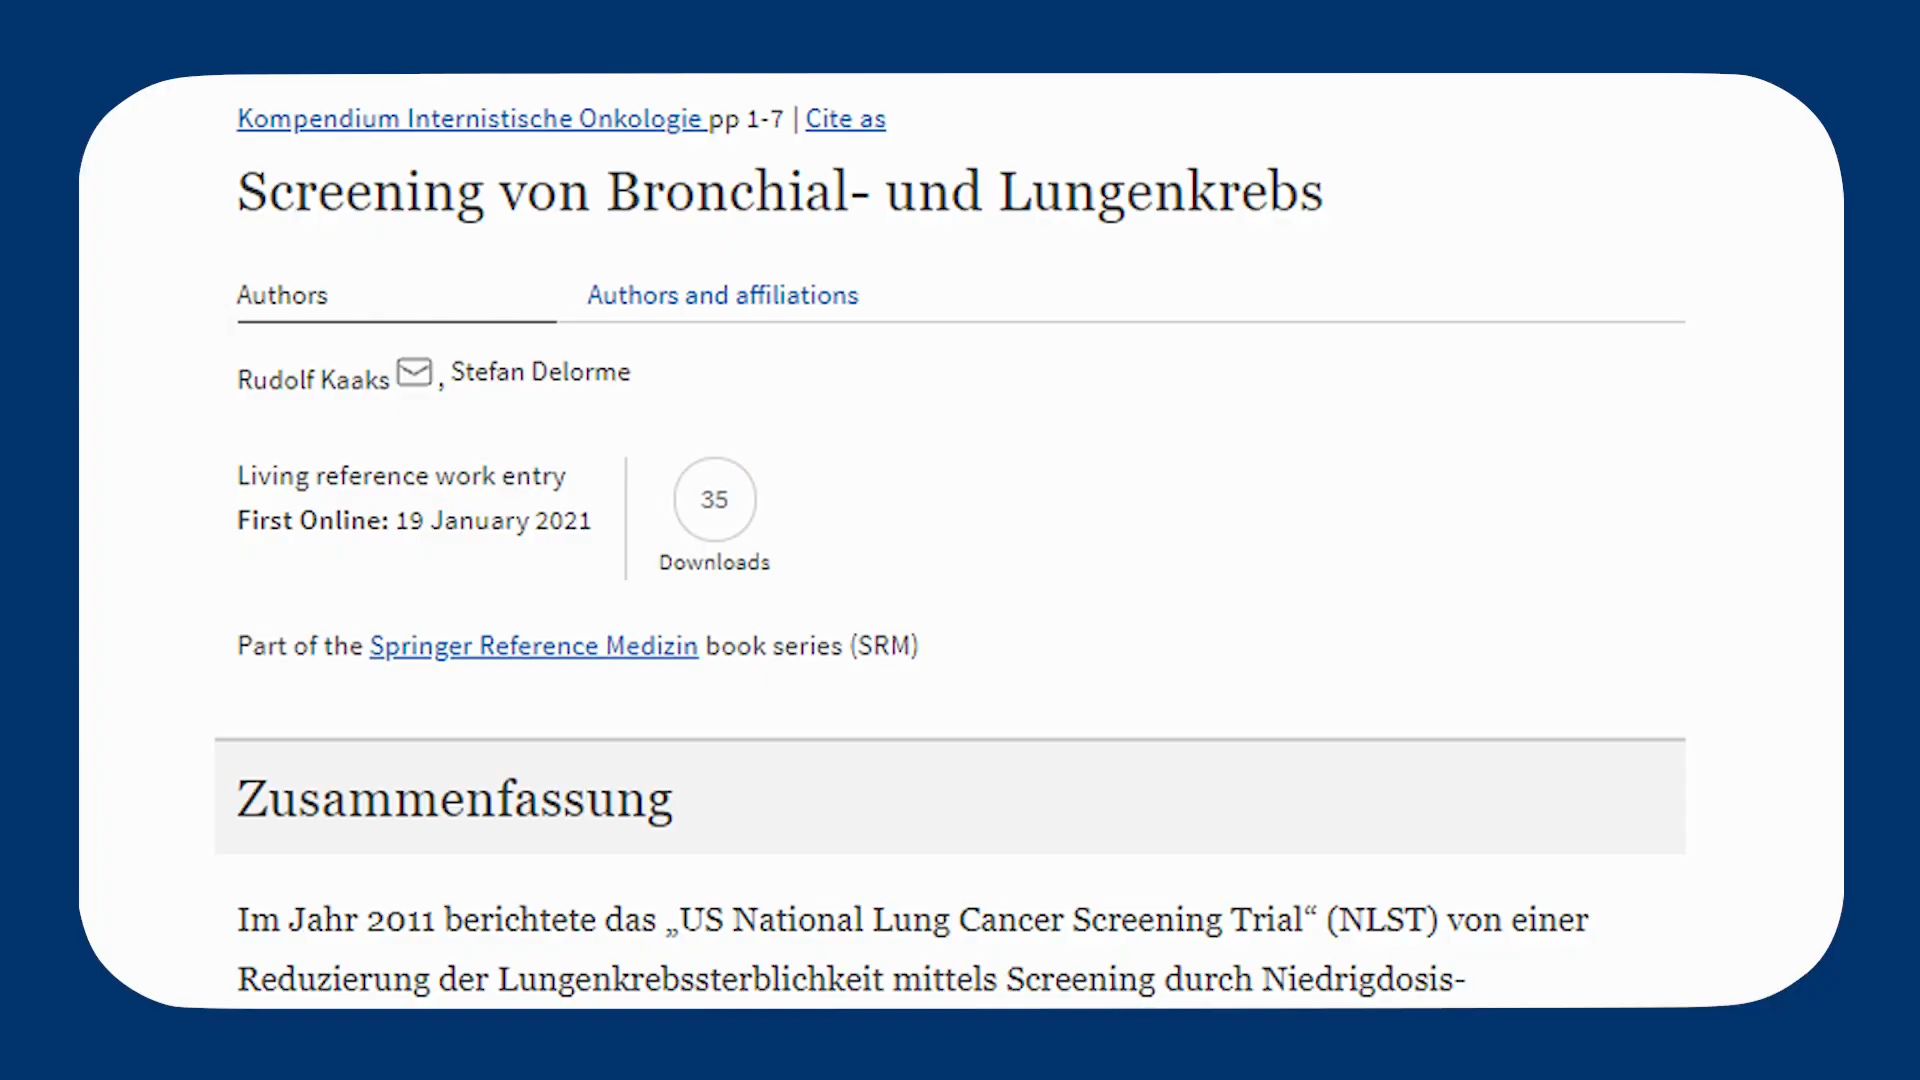 Kompendium Internistische Onkologie pp 1-7 | Cite as
Screening von Bronchial- und Lungenkrebs
Authors
Authors and affiliations
Rudolf Kaaks , Stefan Delorme
Living reference work entry
First Online: 19 January 2021
35
Downloads
Part of the Springer Reference Medizin book series (SRM)
Zusammenfassung
Im Jahr 2011 berichtete das „US National Lung Cancer Screening Trial“ (NLST) von einer
Reduzierung der Lungenkrebssterblichkeit mittels Screening durch Niedrigdosis-